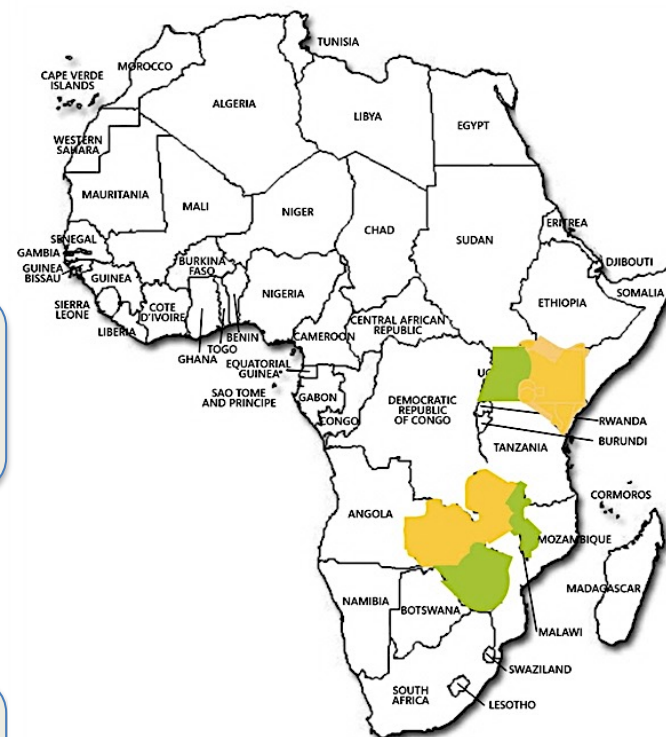 TUNISIA
MOROCCO
CAPE VERDE
ISLANDS
ALGERIA
LIBYA
EGYPT
WESTERN
SAHARA
MAURITANIA
MALI
NIGER
CHAD
SUDAN
ERITREA
SENEGAL
GAMBIA
GUINEA
BISSAU
GUINEA
BURKINA
FASO
DJIBOUTI
SOMALIA
ETHIOPIA
NIGERIA
SIERRA
LEONE
COTE
D'IVOIRE
LIBERIA
GHANA
TOGO
BENIN
CAMEROON
CENTRAL AFRICAN
REPUBLIC
EQUATORIAL
GUINEA
SAO TOME
AND PRINCIPE
GABON
CONGO
DEMOCRATIC
REPUBLIC
OF CONGO
UG
RWANDA
BURUNDI
TANZANIA
CORMOROS
ANGOLA
MOZAMBIQUE
MADAGASCAR
NAMIBIA
BOTSWANA
MALAWI
SWAZILAND
SOUTH
AFRICA
LESOTHO